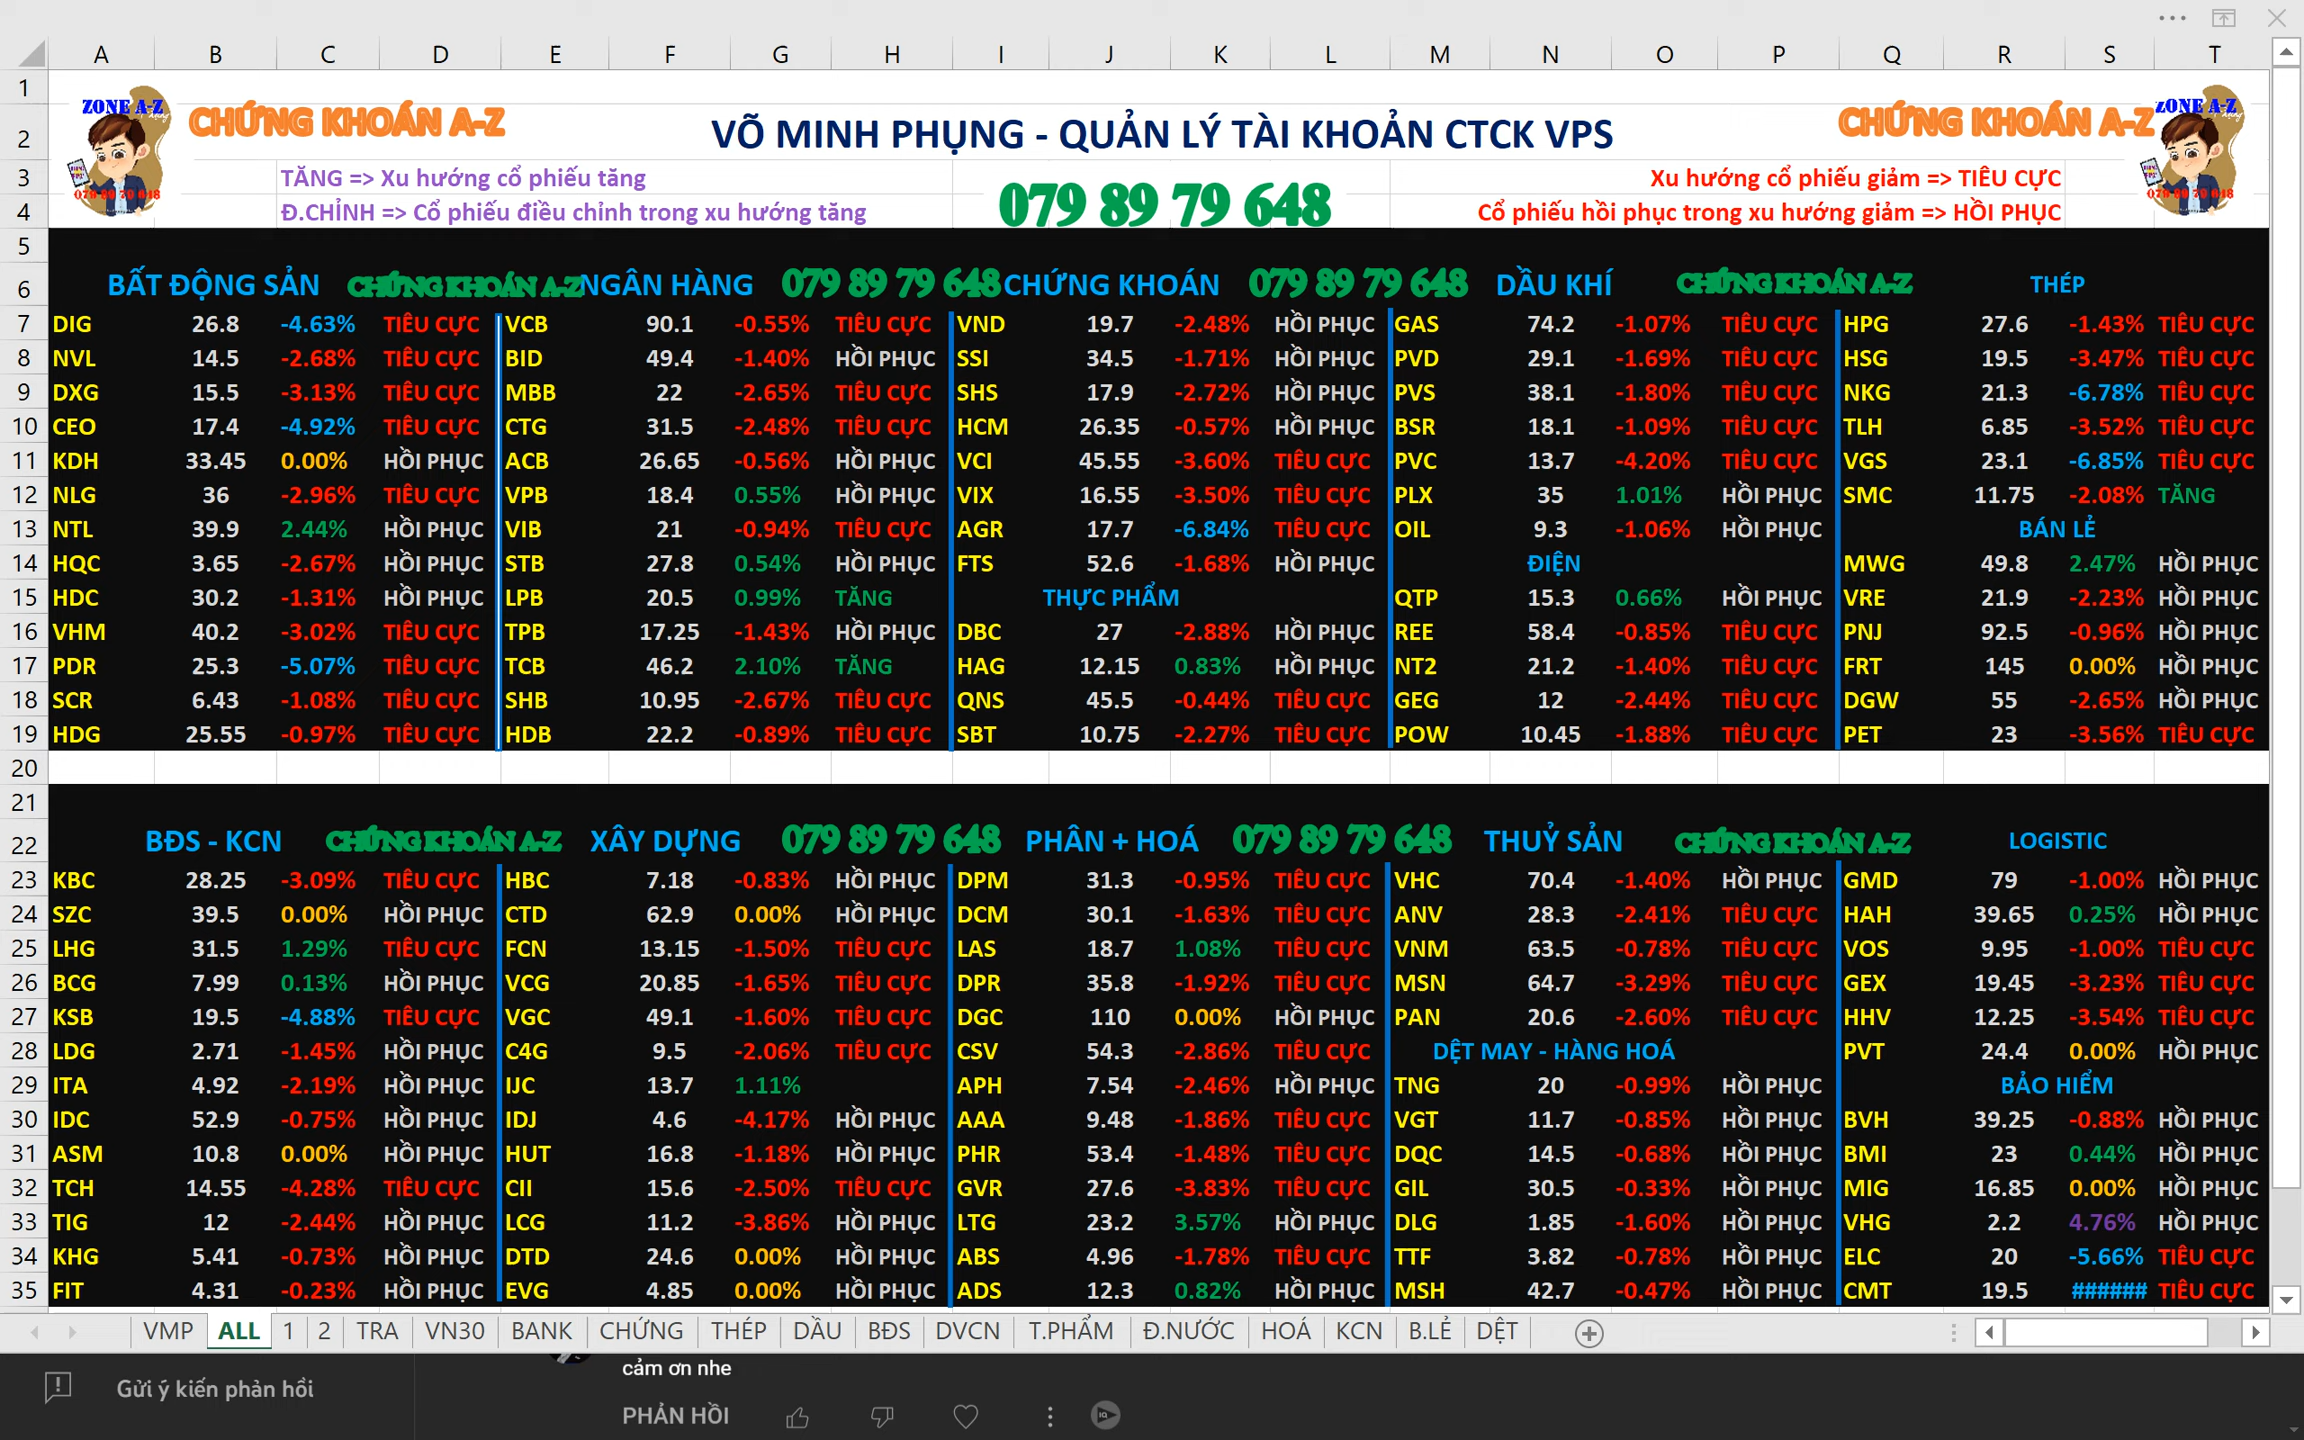 A B C D E F G H I J K L M N O P Q R S T
1
ZONE A-Z CHỨNG KHOÁN A-Z CHỨNG KHOÁN A-Z ZONE A-Z
2 VÕ MINH PHỤNG - QUẢN LÝ TÀI KHOẢN CTCK VPS
3 TĂNG => Xu hướng cổ phiếu tăng Xu hướng cổ phiếu giảm => TIÊU CỰC
079 89 79 648 079 89 79 648 079 89 79 648
4 Đ.CHỈNH => Cổ phiếu điều chỉnh trong xu hướng tăng Cổ phiếu hồi phục trong xu hướng giảm => HỒI PHỤC
5
6 BẤT ĐỘNG SẢN CHỨNG KHOÁN A-Z NGÂN HÀNG 079 89 79 648 CHỨNG KHOÁN 079 89 79 648 DẦU KHÍ CHỨNG KHOÁN A-Z THÉP
7 DIG 26.8 -4.63% TIÊU CỰC VCB 90.1 -0.55% TIÊU CỰC VND 19.7 -2.48% HỒI PHỤC GAS 74.2 -1.07% TIÊU CỰC HPG 27.6 -1.43% TIÊU CỰC
8 NVL 14.5 -2.68% TIÊU CỰC BID 49.4 -1.40% HỒI PHỤC SSI 34.5 -1.71% HỒI PHỤC PVD 29.1 -1.69% TIÊU CỰC HSG 19.5 -3.47% TIÊU CỰC
9 DXG 15.5 -3.13% TIÊU CỰC MBB 22 -2.65% TIÊU CỰC SHS 17.9 -2.72% HỒI PHỤC PVS 38.1 -1.80% TIÊU CỰC NKG 21.3 -6.78% TIÊU CỰC
10 CEO 17.4 -4.92% TIÊU CỰC CTG 31.5 -2.48% TIÊU CỰC HCM 26.35 -0.57% HỒI PHỤC BSR 18.1 -1.09% TIÊU CỰC TLH 6.85 -3.52% TIÊU CỰC
11 KDH 33.45 0.00% HỒI PHỤC ACB 26.65 -0.56% HỒI PHỤC VCI 45.55 -3.60% TIÊU CỰC PVC 13.7 -4.20% TIÊU CỰC VGS 23.1 -6.85% TIÊU CỰC
12 NLG 36 -2.96% TIÊU CỰC VPB 18.4 0.55% HỒI PHỤC VIX 16.55 -3.50% TIÊU CỰC PLX 35 1.01% HỒI PHỤC SMC 11.75 -2.08% TĂNG
13 NTL 39.9 2.44% HỒI PHỤC VIB 21 -0.94% TIÊU CỰC AGR 17.7 -6.84% TIÊU CỰC OIL 9.3 -1.06% HỒI PHỤC BÁN LẺ
14 HQC 3.65 -2.67% HỒI PHỤC STB 27.8 0.54% HỒI PHỤC FTS 52.6 -1.68% HỒI PHỤC ĐIỆN MWG 49.8 2.47% HỒI PHỤC
15 HDC 30.2 -1.31% HỒI PHỤC LPB 20.5 0.99% TĂNG THỰC PHẨM QTP 15.3 0.66% HỒI PHỤC VRE 21.9 -2.23% HỒI PHỤC
16 VHM 40.2 -3.02% TIÊU CỰC TPB 17.25 -1.43% HỒI PHỤC DBC 27 -2.88% HỒI PHỤC REE 58.4 -0.85% TIÊU CỰC PNJ 92.5 -0.96% HỒI PHỤC
17 PDR 25.3 -5.07% TIÊU CỰC TCB 46.2 2.10% TĂNG HAG 12.15 0.83% HỒI PHỤC NT2 21.2 -1.40% TIÊU CỰC FRT 145 0.00% HỒI PHỤC
18 SCR 6.43 -1.08% TIÊU CỰC SHB 10.95 -2.67% TIÊU CỰC QNS 45.5 -0.44% TIÊU CỰC GEG 12 -2.44% TIÊU CỰC DGW 55 -2.65% HỒI PHỤC
19 HDG 25.55 -0.97% TIÊU CỰC HDB 22.2 -0.89% TIÊU CỰC SBT 10.75 -2.27% TIÊU CỰC POW 10.45 -1.88% TIÊU CỰC PET 23 -3.56% TIÊU CỰC
20
21
22 BĐS - KCN CHỨNG KHOÁN A-Z XÂY DỰNG 079 89 79 648 PHÂN + HOÁ 079 89 79 648 THUỶ SẢN CHỨNG KHOÁN A-Z LOGISTIC
23 KBC 28.25 -3.09% TIÊU CỰC HBC 7.18 -0.83% HỒI PHỤC DPM 31.3 -0.95% TIÊU CỰC VHC 70.4 -1.40% HỒI PHỤC GMD 79 -1.00% HỒI PHỤC
24 SZC 39.5 0.00% HỒI PHỤC CTD 62.9 0.00% HỒI PHỤC DCM 30.1 -1.63% TIÊU CỰC ANV 28.3 -2.41% TIÊU CỰC HAH 39.65 0.25% HỒI PHỤC
25 LHG 31.5 1.29% TIÊU CỰC FCN 13.15 -1.50% TIÊU CỰC LAS 18.7 1.08% TIÊU CỰC VNM 63.5 -0.78% TIÊU CỰC VOS 9.95 -1.00% TIÊU CỰC
26 BCG 7.99 0.13% HỒI PHỤC VCG 20.85 -1.65% TIÊU CỰC DPR 35.8 -1.92% TIÊU CỰC MSN 64.7 -3.29% TIÊU CỰC GEX 19.45 -3.23% TIÊU CỰC
27 KSB 19.5 -4.88% TIÊU CỰC VGC 49.1 -1.60% TIÊU CỰC DGC 110 0.00% HỒI PHỤC PAN 20.6 -2.60% TIÊU CỰC HHV 12.25 -3.54% TIÊU CỰC
28 LDG 2.71 -1.45% HỒI PHỤC C4G 9.5 -2.06% TIÊU CỰC CSV 54.3 -2.86% TIÊU CỰC DỆT MAY - HÀNG HOÁ PVT 24.4 0.00% HỒI PHỤC
29 ITA 4.92 -2.19% HỒI PHỤC IJC 13.7 1.11% APH 7.54 -2.46% HỒI PHỤC TNG 20 -0.99% HỒI PHỤC BẢO HIỂM
30 IDC 52.9 -0.75% HỒI PHỤC IDJ 4.6 -4.17% HỒI PHỤC AAA 9.48 -1.86% TIÊU CỰC VGT 11.7 -0.85% HỒI PHỤC BVH 39.25 -0.88% HỒI PHỤC
31 ASM 10.8 0.00% HỒI PHỤC HUT 16.8 -1.18% HỒI PHỤC PHR 53.4 -1.48% TIÊU CỰC DQC 14.5 -0.68% HỒI PHỤC BMI 23 0.44% HỒI PHỤC
32 TCH 14.55 -4.28% TIÊU CỰC CII 15.6 -2.50% TIÊU CỰC GVR 27.6 -3.83% TIÊU CỰC GIL 30.5 -0.33% HỒI PHỤC MIG 16.85 0.00% HỒI PHỤC
33 TIG 12 -2.44% HỒI PHỤC LCG 11.2 -3.86% HỒI PHỤC LTG 23.2 3.57% HỒI PHỤC DLG 1.85 -1.60% HỒI PHỤC VHG 2.2 4.76% HỒI PHỤC
34 KHG 5.41 -0.73% HỒI PHỤC DTD 24.6 0.00% HỒI PHỤC ABS 4.96 -1.78% TIÊU CỰC TTF 3.82 -0.78% HỒI PHỤC ELC 20 -5.66% TIÊU CỰC
35 FIT 4.31 -0.23% HỒI PHỤC EVG 4.85 0.00% HỒI PHỤC ADS 12.3 0.82% HỒI PHỤC MSH 42.7 -0.47% HỒI PHỤC CMT 19.5 ###### TIÊU CỰC
VMP ALL 1 2 TRA VN30 BANK CHỨNG THÉP DẦU BĐS DVCN T.PHẨM Đ.NƯỚC HOÁ KCN B.LẺ DỆT
cảm ơn nhe
Gửi ý kiến phản hồi
PHẢN HỒI